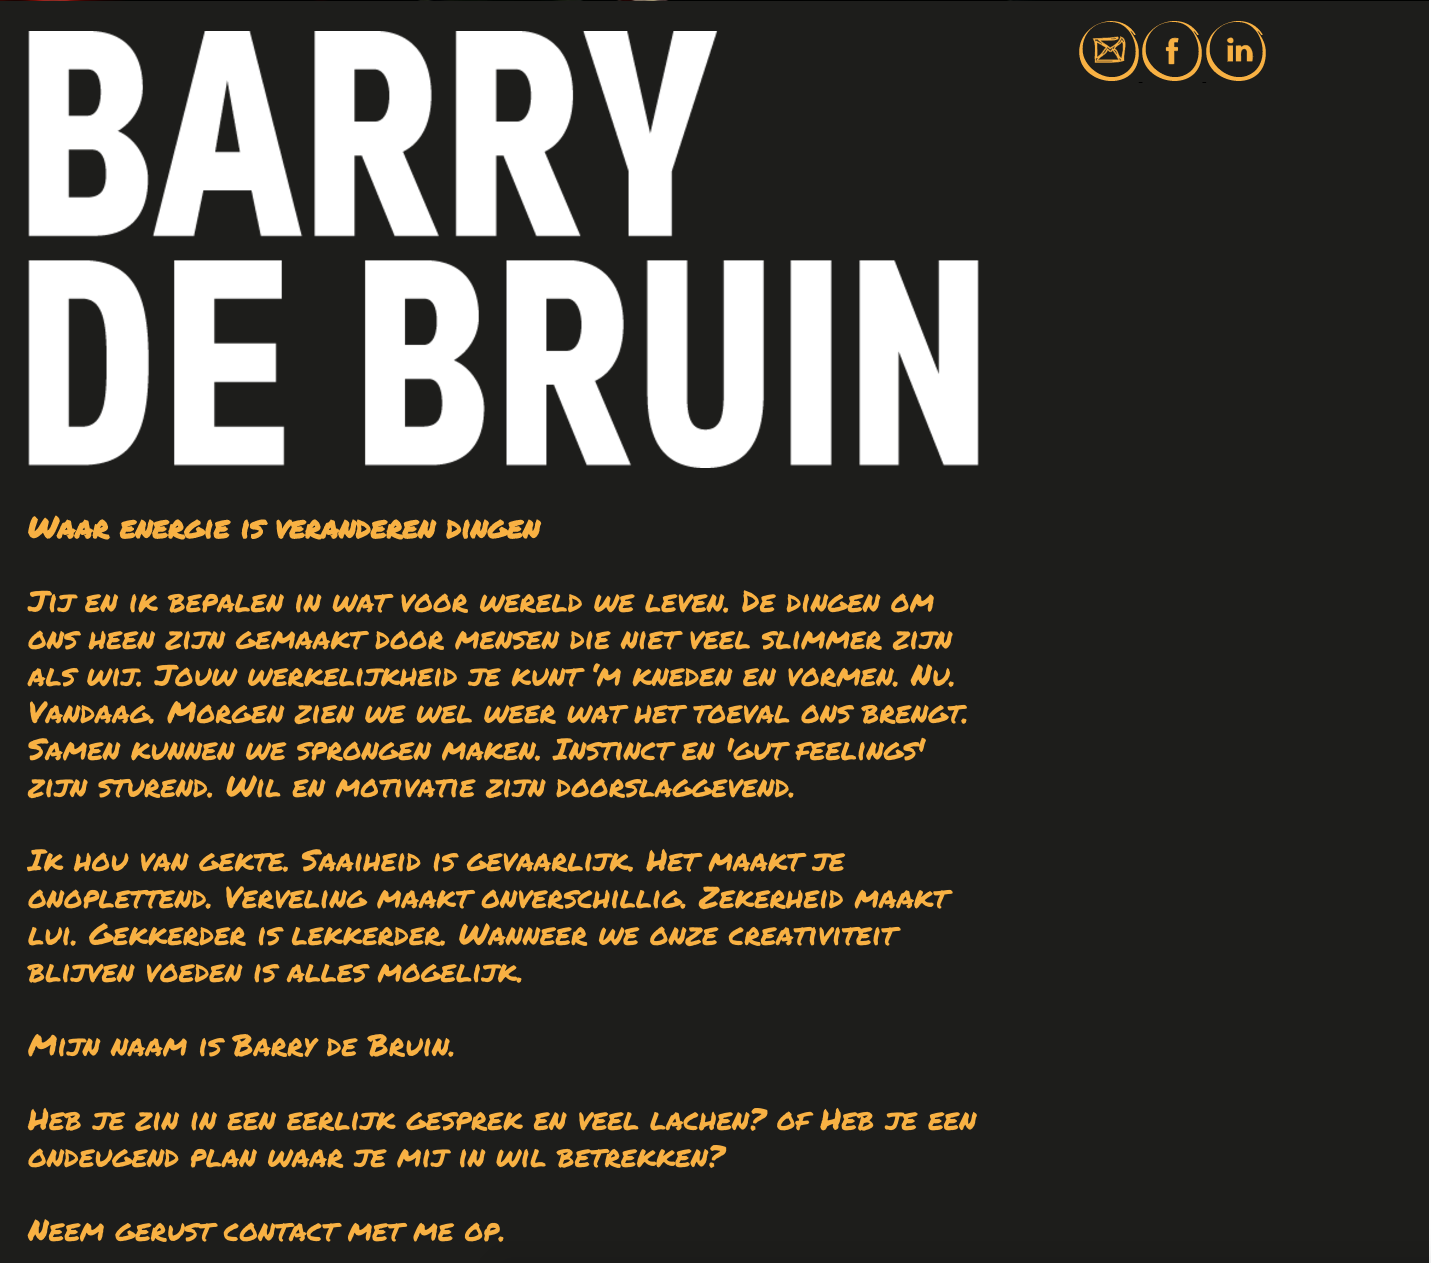 BARRY
DE BRUIN
Waar energie is veranderen dingen
Jij en ik bepalen in wat voor wereld we leven. De dingen om
ons heen zijn gemaakt door mensen die niet veel slimmer zijn
als wij. Jouw werkelijkheid je kunt 'm kneden en vormen. Nu.
Vandaag. Morgen zien we wel weer wat het toeval ons brengt.
Samen kunnen we sprongen maken. Instinct en 'gut feelings'
zijn sturend. Wil en motivatie zijn doorslaggevend.
Ik hou van gekte. Saaiheid is gevaarlijk. Het maakt je
onoplettend. Verveling maakt onverschillig. Zekerheid maakt
lui. Gekkerder is lekkerder. Wanneer we onze creativiteit
blijven voeden is alles mogelijk.
Mijn naam is Barry de Bruin.
Heb je zin in een eerlijk gesprek en veel lachen? of Heb je een
ondeugend plan waar je mij in wil betrekken?
Neem gerust contact met me op.